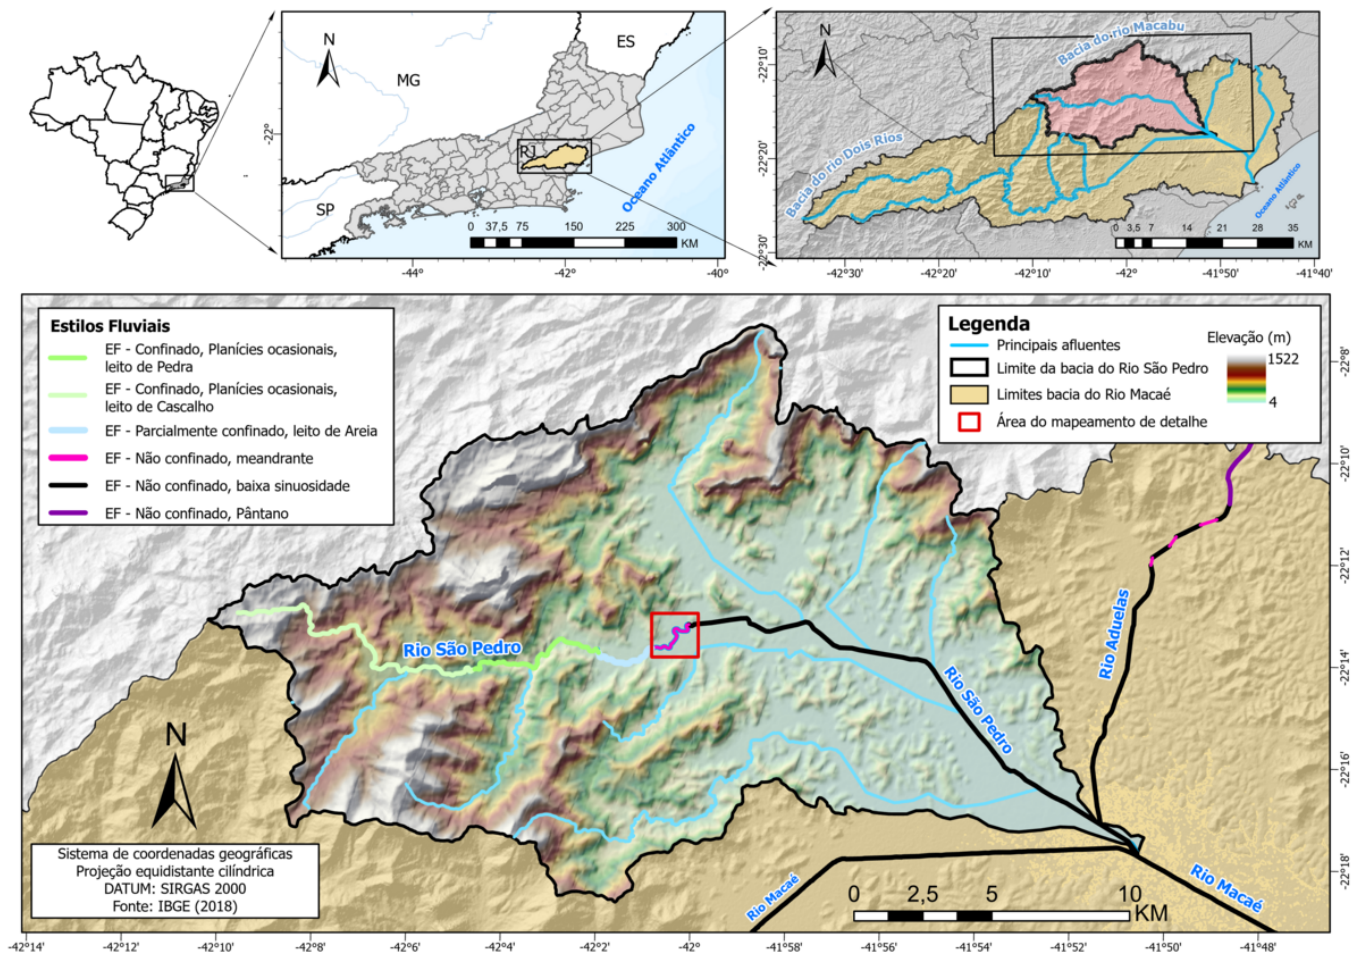 N
MG
ES
RJ
SP
Oceano Atlântico
0 37,5 75 150 225 300
KM
-22°
-44° -42° -40°
N
Bacia do rio Macabu
Bacia do rio Dois Rios
Oceano Atlântico
0 3,5 7 14 21 28 35
KM
-22°10'
-22°20'
-22°30'
-42°30' -42°20' -42°10' -42° -41°50' -41°40'
Estilos Fluviais
EF - Confinado, Planícies ocasionais,
leito de Pedra
EF - Confinado, Planícies ocasionais,
leito de Cascalho
EF - Parcialmente confinado, leito de Areia
EF - Não confinado, meandrante
EF - Não confinado, baixa sinuosidade
EF - Não confinado, Pântano
Legenda
Principais afluentes
Limite da bacia do Rio São Pedro
Limites bacia do Rio Macaé
Área do mapeamento de detalhe
Elevação (m)
1522
4
Rio São Pedro
Rio São Pedro
Rio Aduelas
Rio Macaé
Rio Macaé
N
Sistema de coordenadas geográficas
Projeção equidistante cilíndrica
DATUM: SIRGAS 2000
Fonte: IBGE (2018)
0 2,5 5 10
KM
-22°8'
-22°10'
-22°12'
-22°14'
-22°16'
-22°18'
-42°14' -42°12' -42°10' -42°8' -42°6' -42°4' -42°2' -42° -41°58' -41°56' -41°54' -41°52' -41°50' -41°48'